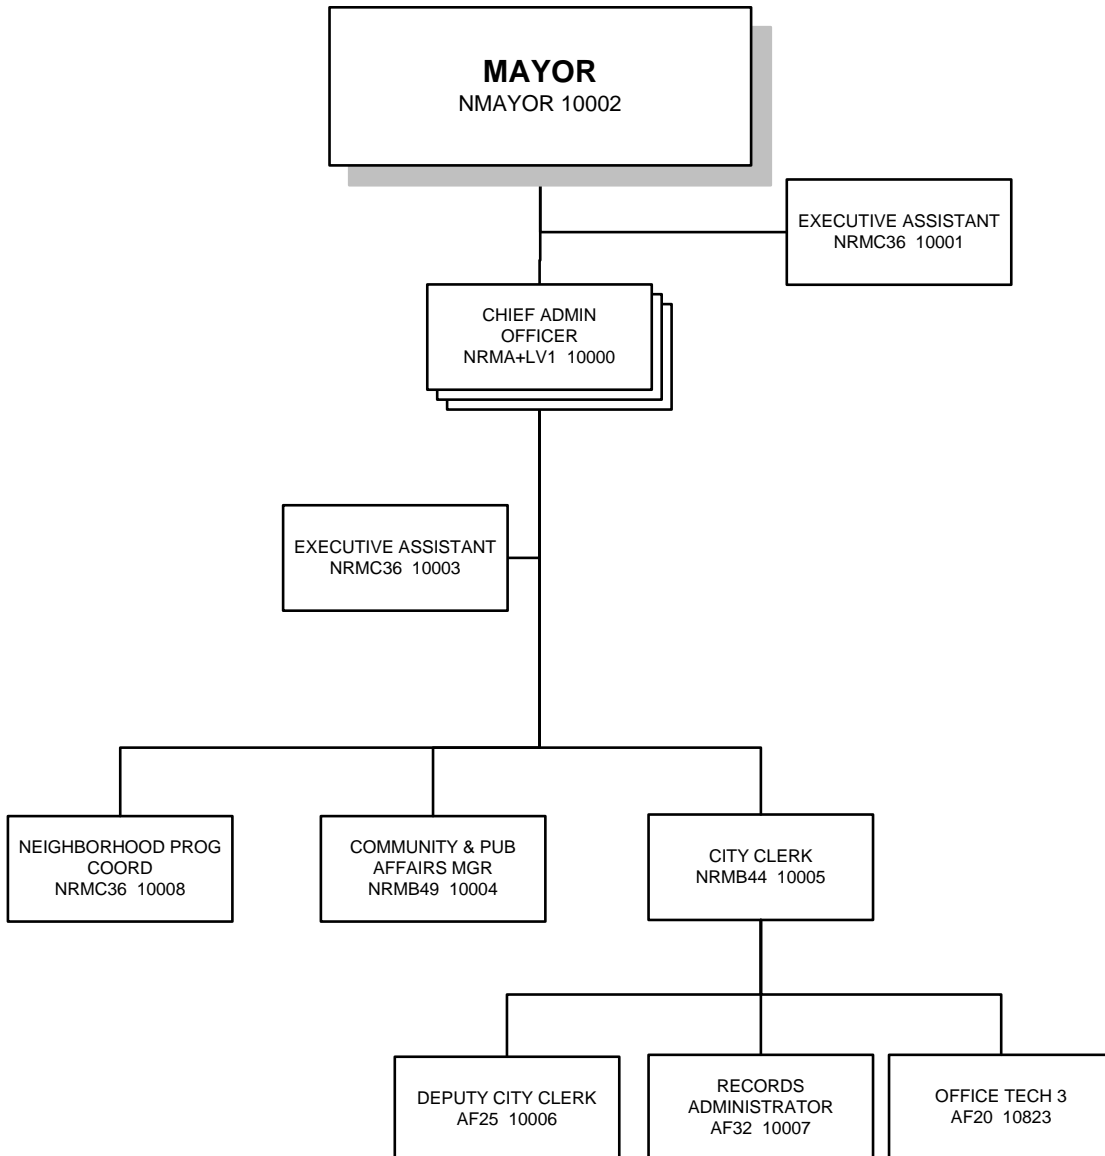 MAYOR
NMAYOR 10002
EXECUTIVE ASSISTANT
NRMC36 10001
CHIEF ADMIN
OFFICER
NRMA+LV1 10000
EXECUTIVE ASSISTANT
NRMC36 10003
NEIGHBORHOOD PROG
COORD
NRMC36 10008
COMMUNITY & PUB
AFFAIRS MGR
NRMB49 10004
CITY CLERK
NRMB44 10005
DEPUTY CITY CLERK
AF25 10006
RECORDS
ADMINISTRATOR
AF32 10007
OFFICE TECH 3
AF20 10823